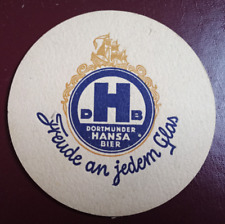 H
D B
DORTMUNDER
HANSA
BIER
Freude an jedem Glas